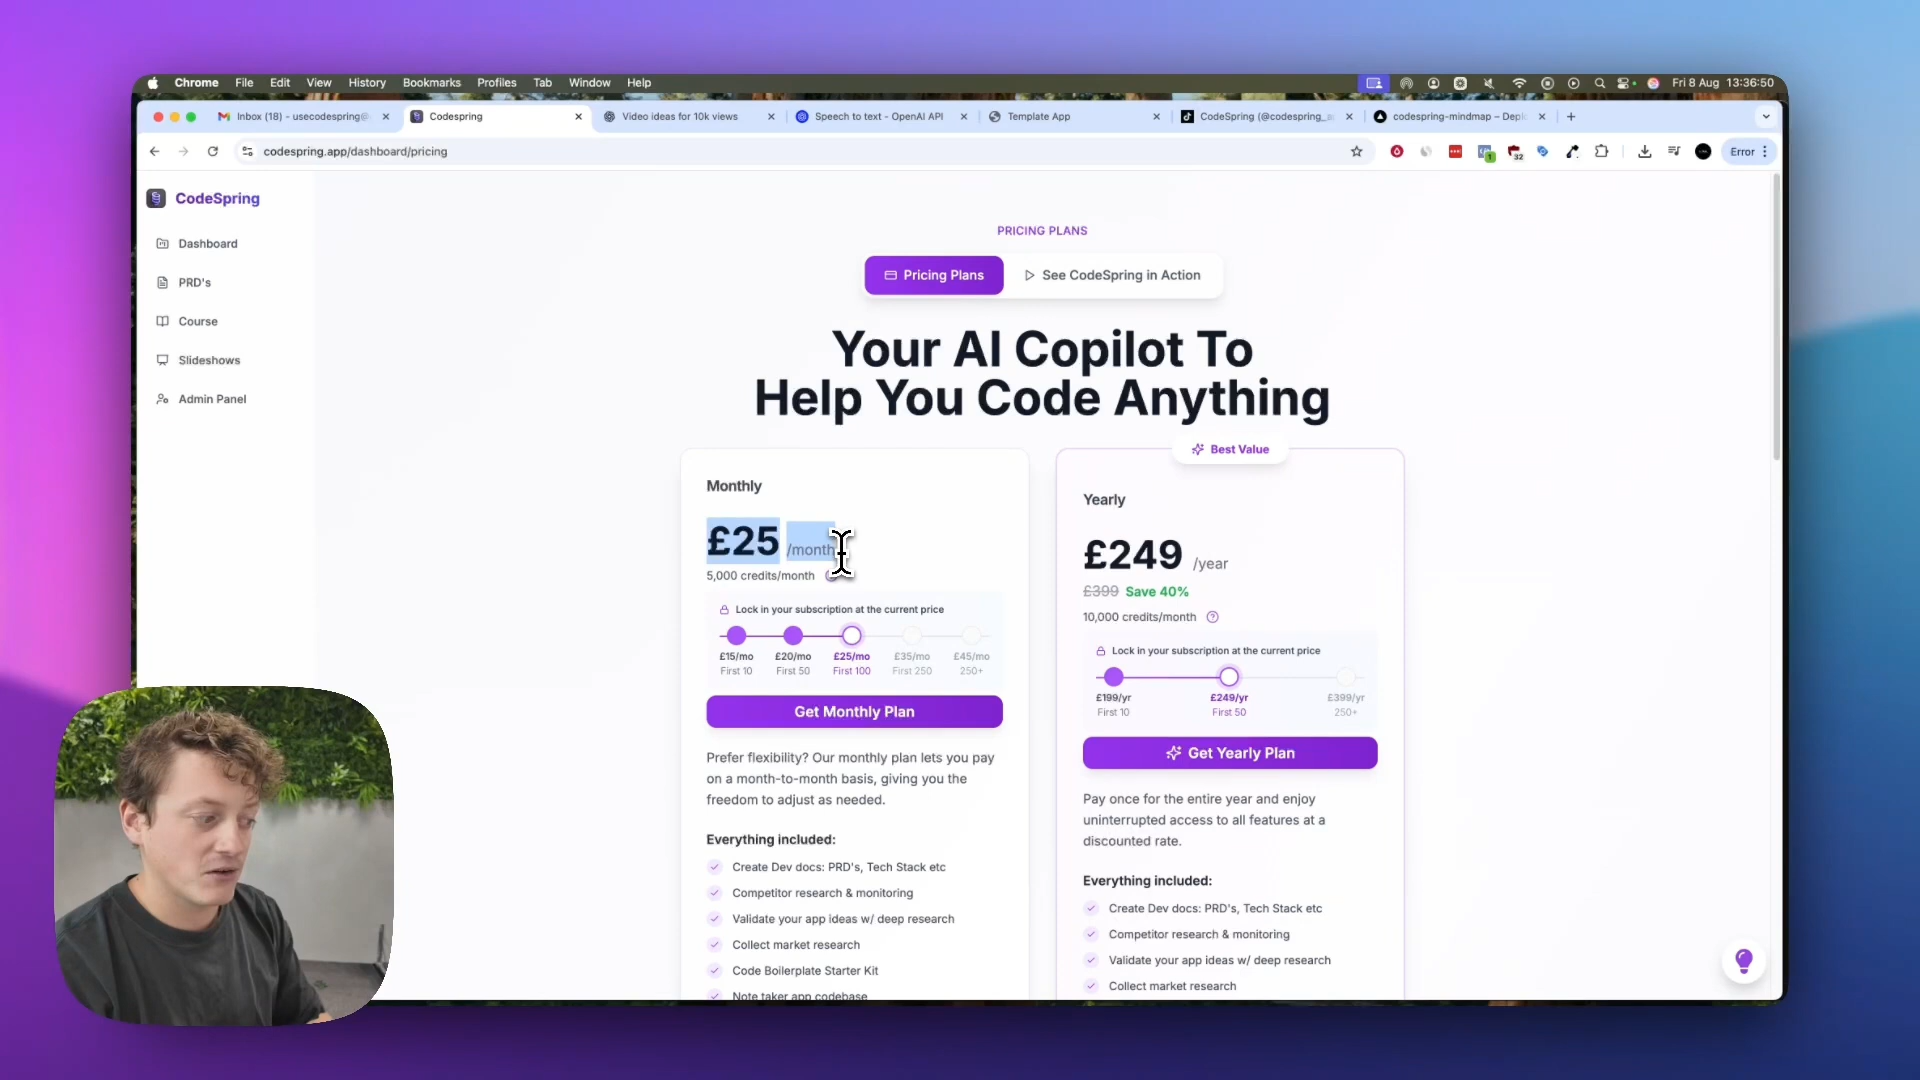 Chrome File Edit View History Bookmarks Profiles Tab Window Help
Fri 8 Aug 13:36:50
Inbox (18) - usecodespring@
Codespring
Video ideas for 10k views
Speech to text - OpenAI API
Template App
CodeSpring (@codespring_a
codespring-mindmap – Depl
codespring.app/dashboard/pricing
1
32
Error
CodeSpring
Dashboard
PRD's
Course
Slideshows
Admin Panel
PRICING PLANS
Pricing Plans
See CodeSpring in Action
Your AI Copilot To
Help You Code Anything
Monthly
£25 /month
5,000 credits/month
Lock in your subscription at the current price
£15/mo £20/mo £25/mo £35/mo £45/mo
First 10 First 50 First 100 First 250 250+
Get Monthly Plan
Prefer flexibility? Our monthly plan lets you pay
on a month-to-month basis, giving you the
freedom to adjust as needed.
Everything included:
Create Dev docs: PRD's, Tech Stack etc
Competitor research & monitoring
Validate your app ideas w/ deep research
Collect market research
Code Boilerplate Starter Kit
Note taker app codebase
Best Value
Yearly
£249 /year
£399 Save 40%
10,000 credits/month
Lock in your subscription at the current price
£199/yr £249/yr £399/yr
First 10 First 50 250+
Get Yearly Plan
Pay once for the entire year and enjoy
uninterrupted access to all features at a
discounted rate.
Everything included:
Create Dev docs: PRD's, Tech Stack etc
Competitor research & monitoring
Validate your app ideas w/ deep research
Collect market research